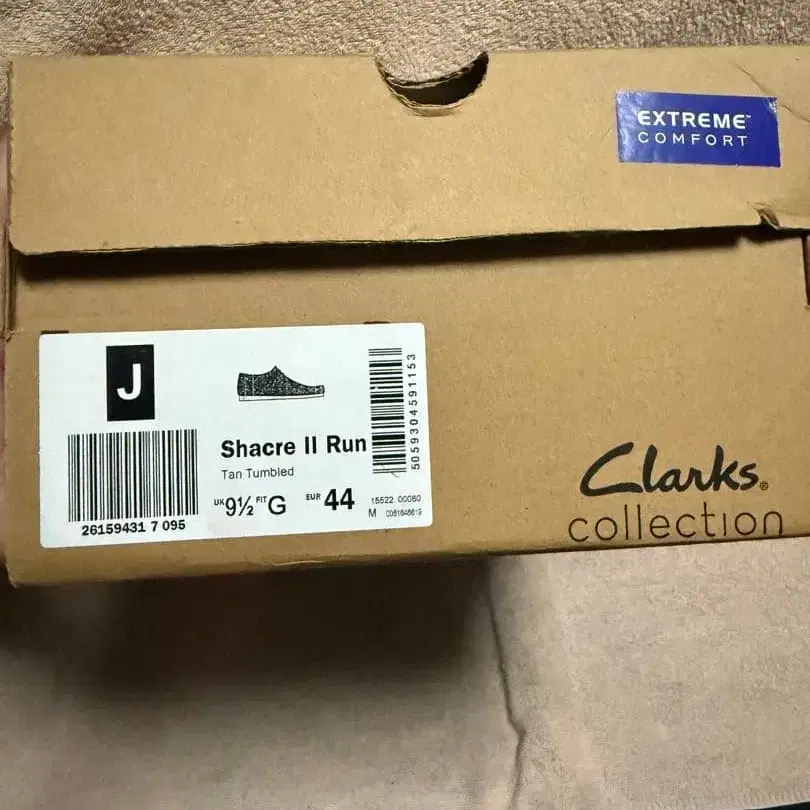 EXTREME™
COMFORT
J
Shacre II Run
Tan Tumbled
UK 9½ FIT G EUR 44
15522 00060
M
26159431 7 095
5059304591153
Clarks®
collection